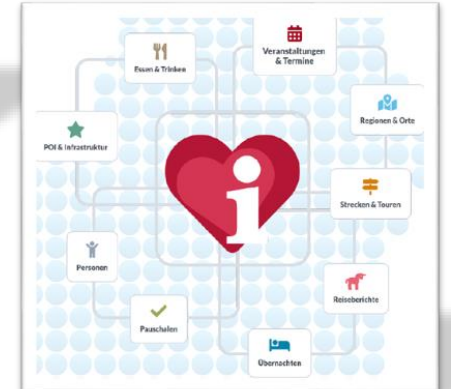 Veranstaltungen
& Termine
Essen & Trinken
Regionen & Orte
POI & Infrastruktur
i
Strecken & Touren
Personen
Reiseberichte
Pauschalen
Übernachten